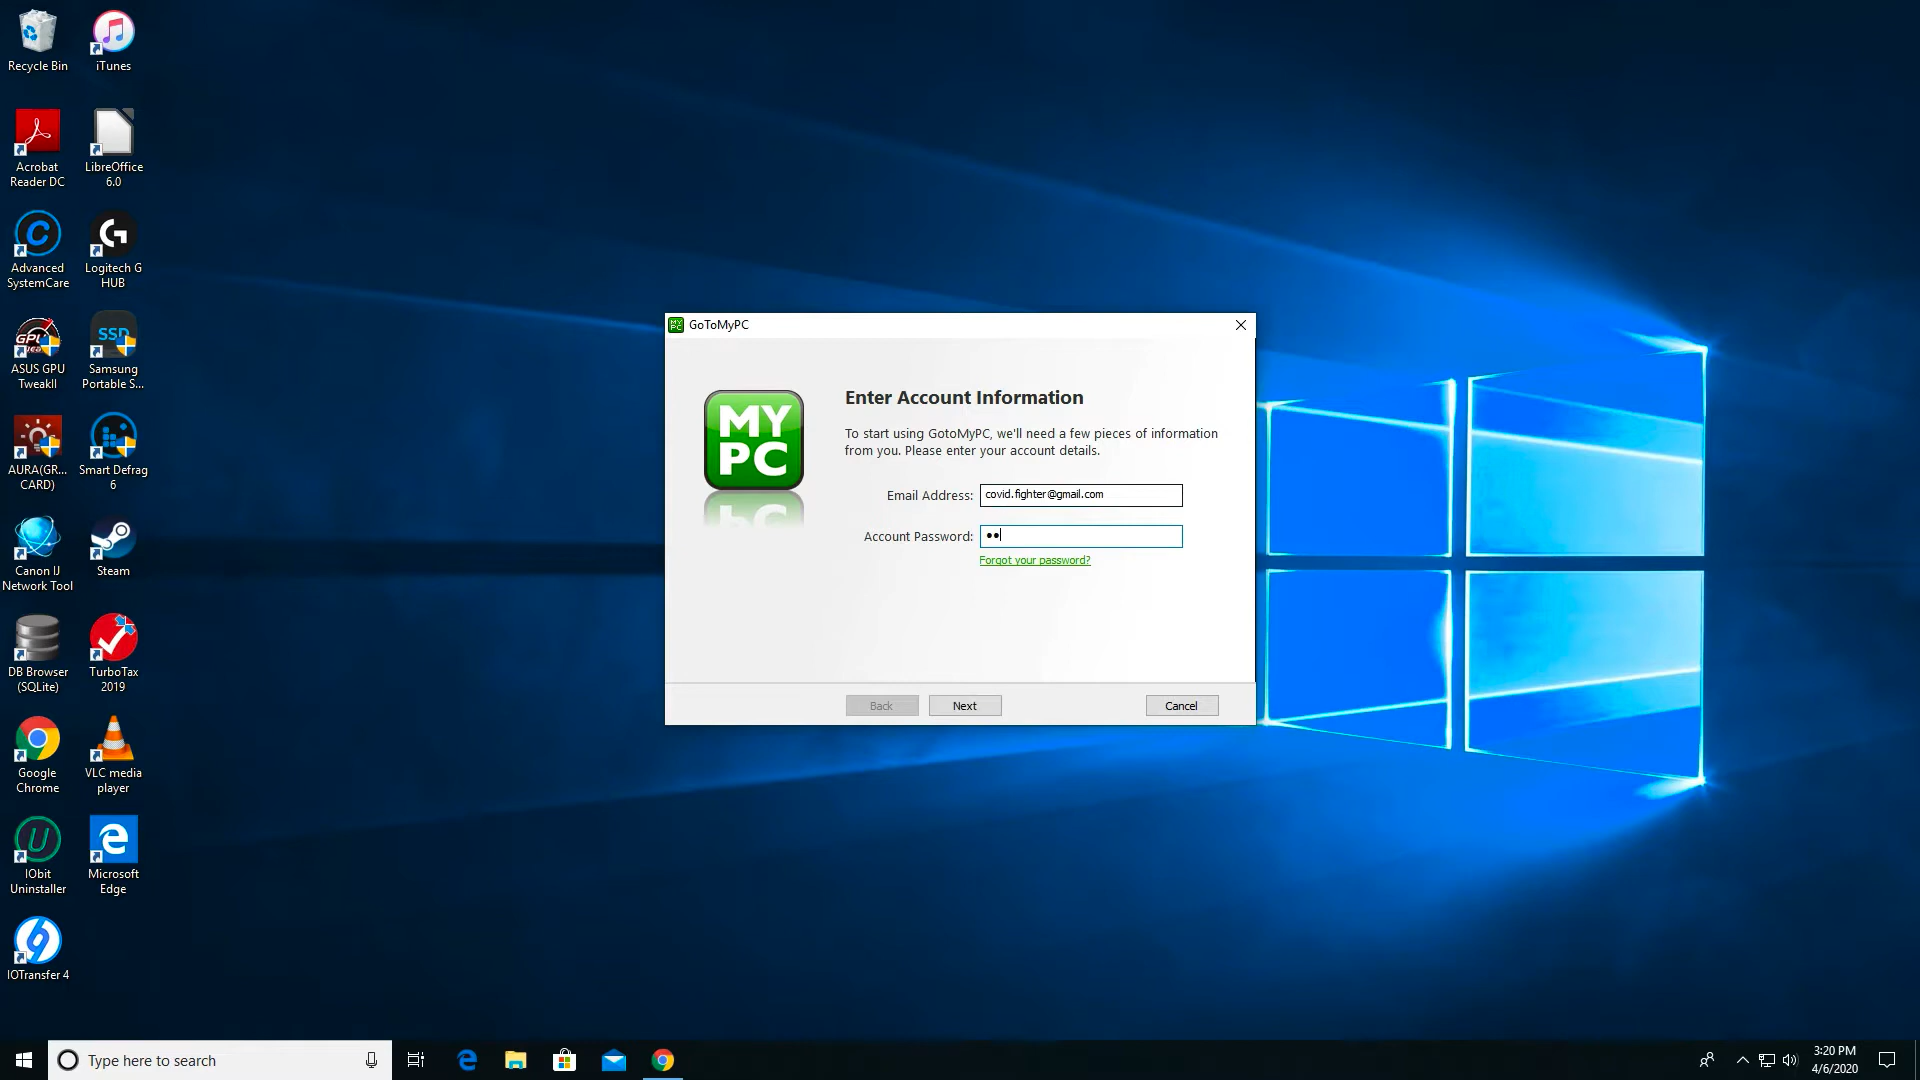 Recycle Bin
iTunes
Acrobat
Reader DC
LibreOffice
6.0
Advanced
SystemCare
Logitech G
HUB
ASUS GPU
TweakII
SSD
Samsung
Portable S...
AURA(GR...
CARD)
Smart Defrag
6
Canon IJ
Network Tool
Steam
DB Browser
(SQLite)
TurboTax
2019
Google
Chrome
VLC media
player
IObit
Uninstaller
Microsoft
Edge
IOTransfer 4
GoToMyPC
MY
PC
Enter Account Information
To start using GotoMyPC, we'll need a few pieces of information
from you. Please enter your account details.
Email Address: covid.fighter@gmail.com
Account Password: ●●
Forgot your password?
Back
Next
Cancel
Type here to search
3:20 PM
4/6/2020